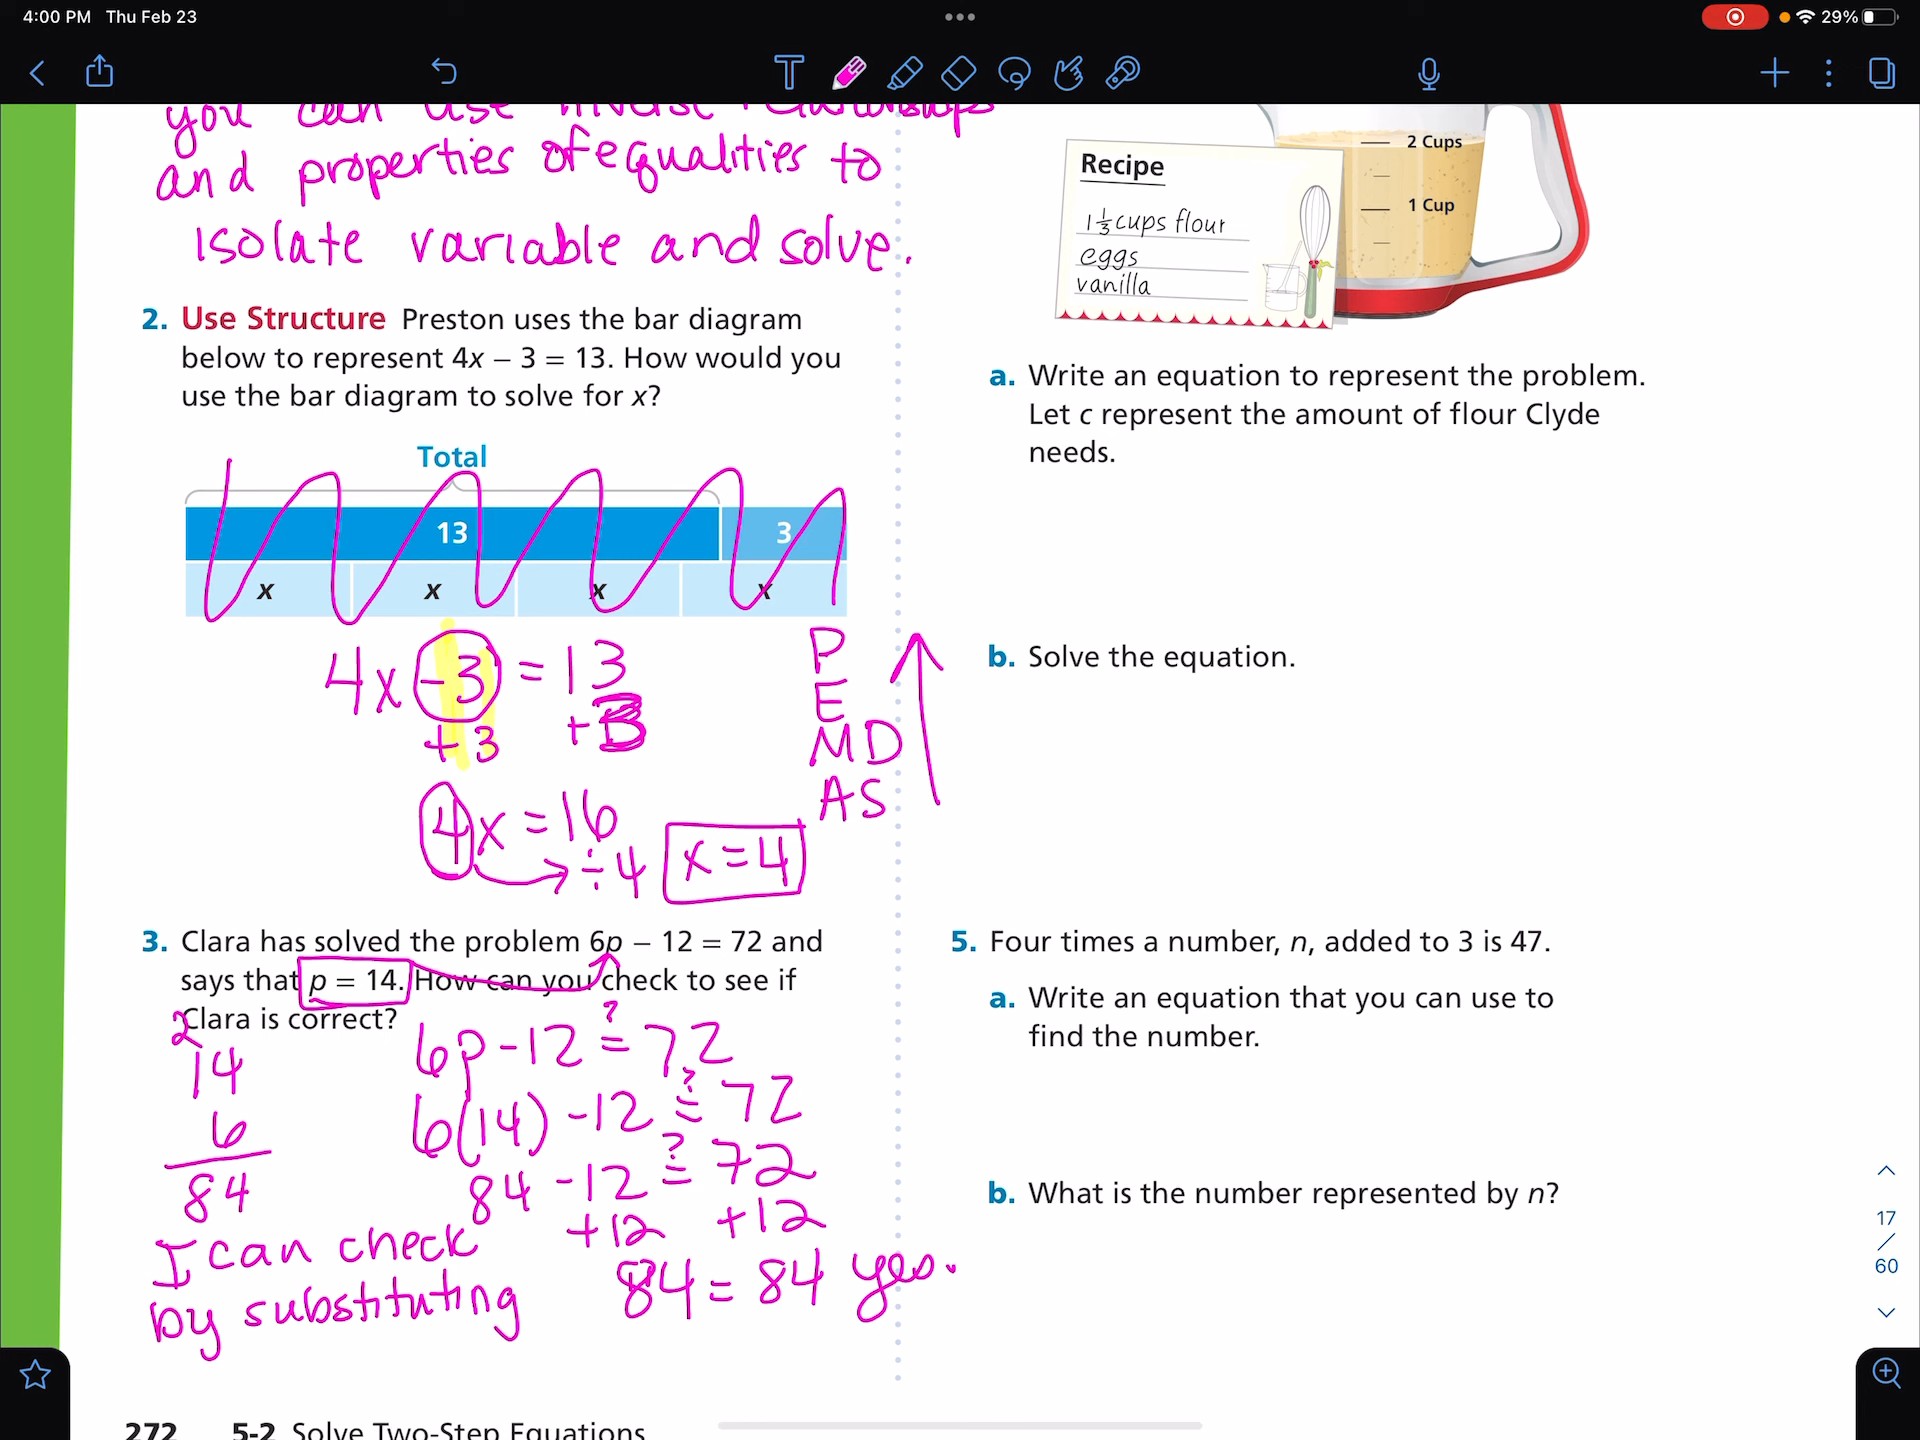 4:00 PM Thu Feb 23
29%
you can use inverse relationships
and properties of equalities to
isolate variable and solve.
2. Use Structure Preston uses the bar diagram
below to represent 4x − 3 = 13. How would you
use the bar diagram to solve for x?
Total
13 3
x x x x
4x -3 = 13
+3 +3
4x = 16
÷4
x = 4
P
E
MD
AS
3. Clara has solved the problem 6p − 12 = 72 and
says that p = 14. How can you check to see if
Clara is correct?
2
14
6
84
6p - 12 ?= 72
6(14) - 12 ?= 72
84 - 12 ?= 72
+12 +12
84 = 84 yes.
I can check
by substituting
272 5-2 Solve Two-Step Equations
Recipe
1 1/3 cups flour
eggs
vanilla
2 Cups
1 Cup
a. Write an equation to represent the problem.
Let c represent the amount of flour Clyde
needs.
b. Solve the equation.
5. Four times a number, n, added to 3 is 47.
a. Write an equation that you can use to
find the number.
b. What is the number represented by n?
17
/
60